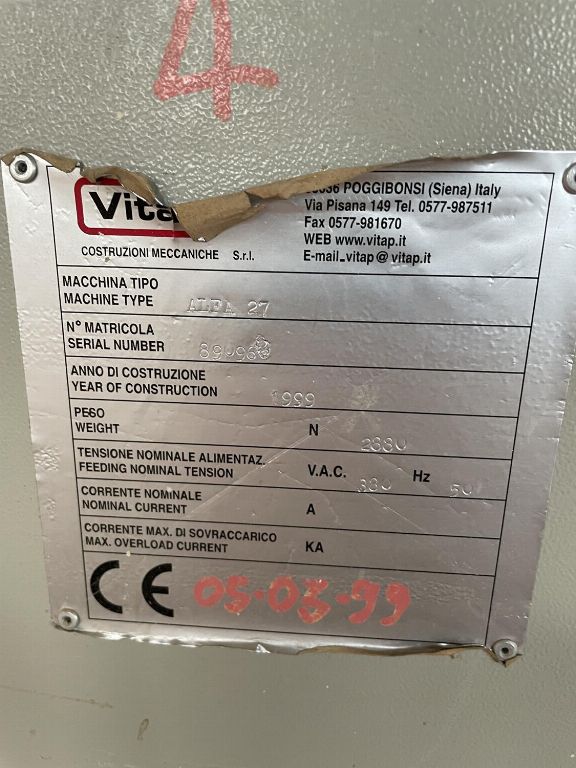 4
Vitap
POGGIBONSI (Siena) Italy
Via Pisana 149 Tel. 0577-987511
Fax 0577-981670
WEB www.vitap.it
E-mail_vitap @ vitap.it
COSTRUZIONI MECCANICHE S.r.l.
MACCHINA TIPO
MACHINE TYPE ALFA 27
N° MATRICOLA
SERIAL NUMBER
ANNO DI COSTRUZIONE
YEAR OF CONSTRUCTION 1999
PESO
WEIGHT N 2880
TENSIONE NOMINALE ALIMENTAZ.
FEEDING NOMINAL TENSION V.A.C. 380 Hz 50
CORRENTE NOMINALE
NOMINAL CURRENT A
CORRENTE MAX. DI SOVRACCARICO
MAX. OVERLOAD CURRENT KA
CE 05-03-99